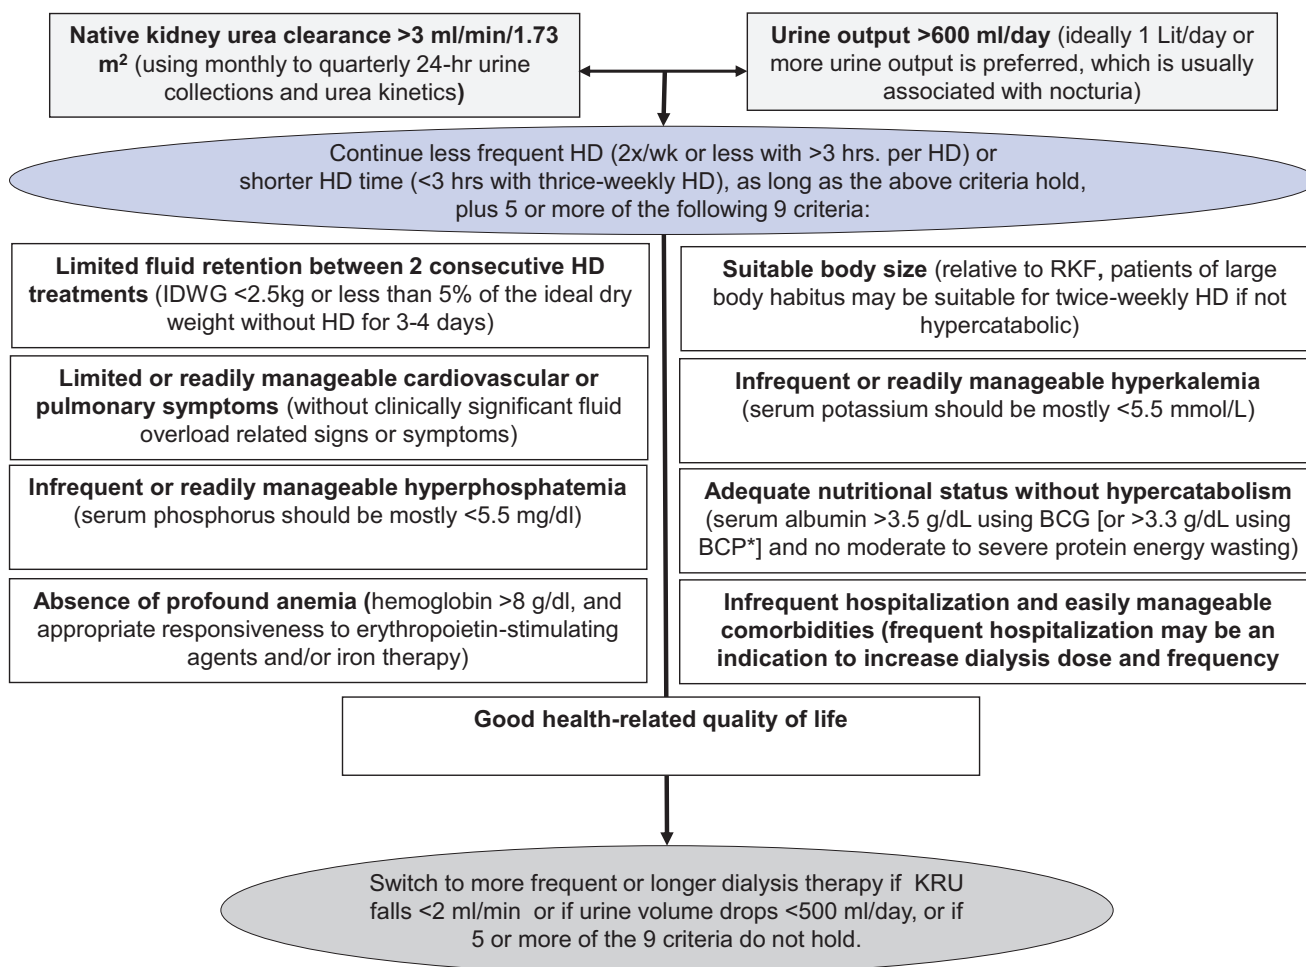 Native kidney urea clearance >3 ml/min/1.73
m² (using monthly to quarterly 24-hr urine
collections and urea kinetics)
Urine output >600 ml/day (ideally 1 Lit/day or
more urine output is preferred, which is usually
associated with nocturia)
Continue less frequent HD (2x/wk or less with >3 hrs. per HD) or
shorter HD time (<3 hrs with thrice-weekly HD), as long as the above criteria hold,
plus 5 or more of the following 9 criteria:
Limited fluid retention between 2 consecutive HD
treatments (IDWG <2.5kg or less than 5% of the ideal dry
weight without HD for 3-4 days)
Suitable body size (relative to RKF, patients of large
body habitus may be suitable for twice-weekly HD if not
hypercatabolic)
Limited or readily manageable cardiovascular or
pulmonary symptoms (without clinically significant fluid
overload related signs or symptoms)
Infrequent or readily manageable hyperkalemia
(serum potassium should be mostly <5.5 mmol/L)
Infrequent or readily manageable hyperphosphatemia
(serum phosphorus should be mostly <5.5 mg/dl)
Adequate nutritional status without hypercatabolism
(serum albumin >3.5 g/dL using BCG [or >3.3 g/dL using
BCP*] and no moderate to severe protein energy wasting)
Absence of profound anemia (hemoglobin >8 g/dl, and
appropriate responsiveness to erythropoietin-stimulating
agents and/or iron therapy)
Infrequent hospitalization and easily manageable
comorbidities (frequent hospitalization may be an
indication to increase dialysis dose and frequency
Good health-related quality of life
Switch to more frequent or longer dialysis therapy if KRU
falls <2 ml/min or if urine volume drops <500 ml/day, or if
5 or more of the 9 criteria do not hold.